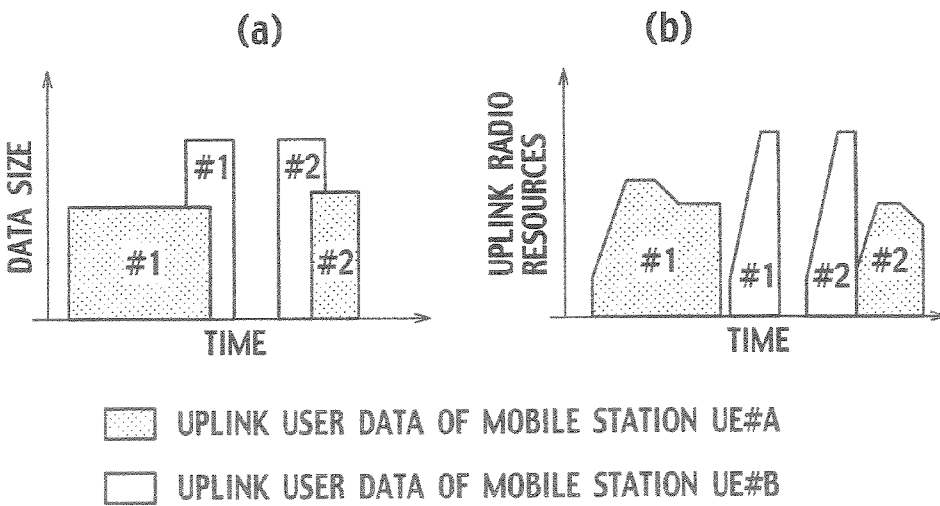 (a)
DATA SIZE
#1
#2
#1
#2
TIME
(b)
UPLINK RADIO
RESOURCES
#1
#1
#2
#2
TIME
UPLINK USER DATA OF MOBILE STATION UE#A
UPLINK USER DATA OF MOBILE STATION UE#B